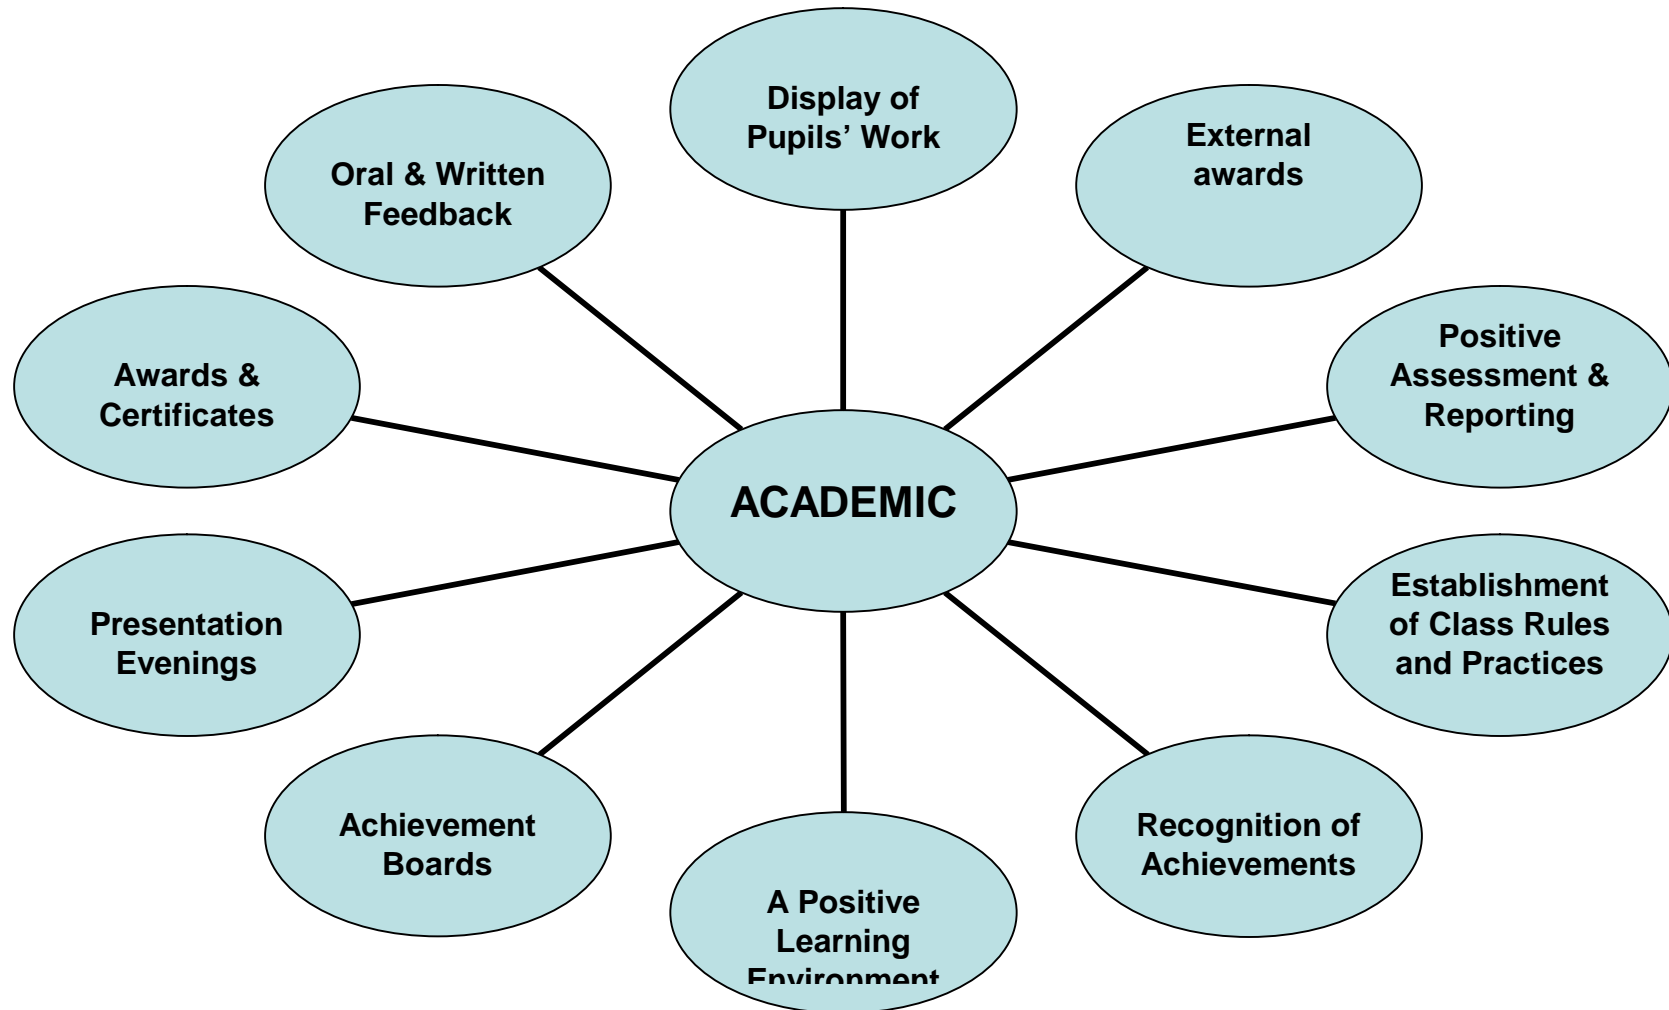 Display of
Pupils’ Work
External
awards
Oral & Written
Feedback
Positive
Assessment &
Reporting
Awards &
Certificates
ACADEMIC
Establishment
of Class Rules
and Practices
Presentation
Evenings
Achievement
Boards
Recognition of
Achievements
A Positive
Learning
Environment